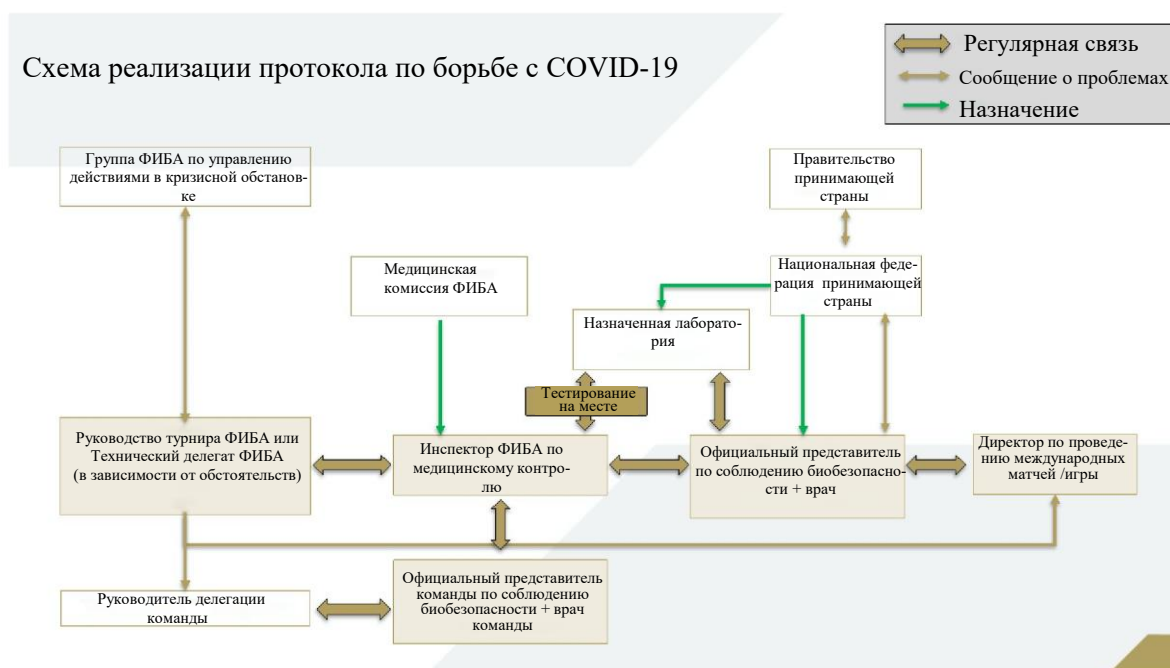 Схема реализации протокола по борьбе с COVID-19
Регулярная связь
Сообщение о проблемах
Назначение
Группа ФИБА по управлению
действиями в кризисной обстанов-
ке
Правительство
принимающей
страны
Медицинская
комиссия ФИБА
Национальная феде-
рация принимающей
страны
Назначенная лаборато-
рия
Тестирование
на месте
Руководство турнира ФИБА или
Технический делегат ФИБА
(в зависимости от обстоятельств)
Инспектор ФИБА по
медицинскому контро-
лю
Официальный представитель
по соблюдению биобезопасно-
сти + врач
Директор по проведе-
нию международных
матчей /игры
Руководитель делегации
команды
Официальный представитель
команды по соблюдению
биобезопасности + врач
команды